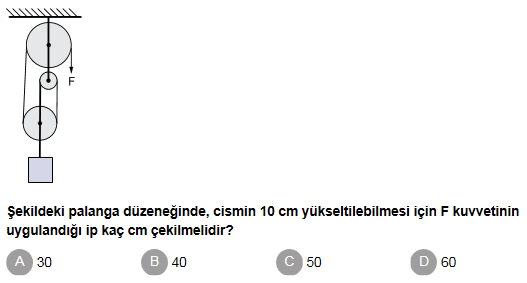 F
Şekildeki palanga düzeneğinde, cismin 10 cm yükseltilebilmesi için F kuvvetinin
uygulandığı ip kaç cm çekilmelidir?
A 30 B 40 C 50 D 60